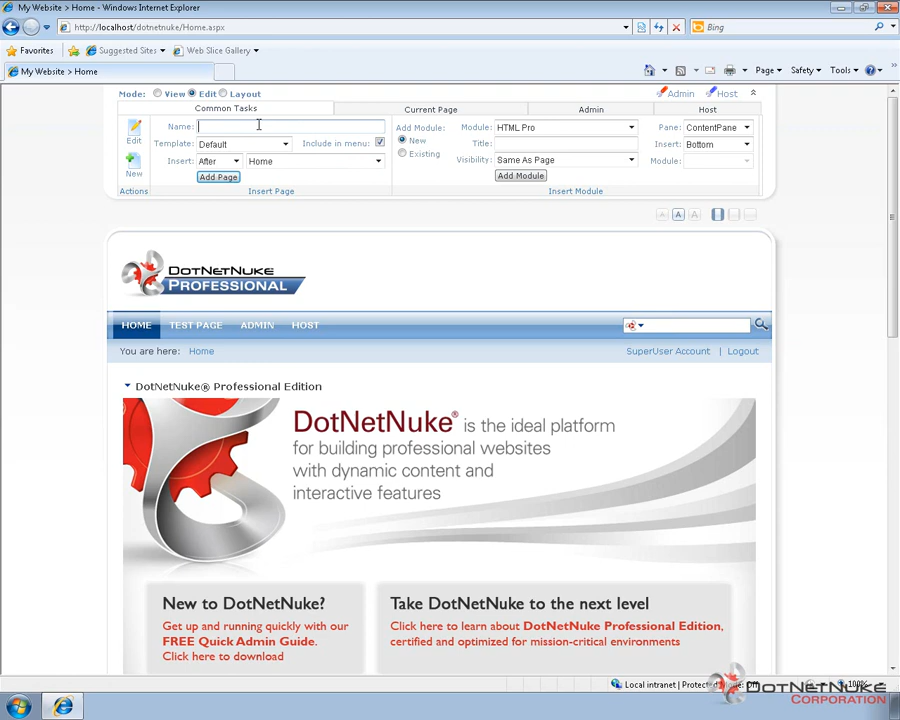 My Website > Home - Windows Internet Explorer
http://localhost/dotnetnuke/Home.aspx
Bing
Favorites Suggested Sites Web Slice Gallery
My Website > Home Page Safety Tools
Mode: View Edit Layout Admin Host
Common Tasks Current Page Admin Host
Name: Add Module: Module: HTML Pro Pane: ContentPane
Edit New Title: Insert: Bottom
Template: Default Include in menu: Existing Visibility: Same As Page Module:
Insert: After Home
New Add Page Add Module
Actions Insert Page Insert Module
A A A
DOTNETNUKE
PROFESSIONAL
HOME TEST PAGE ADMIN HOST
You are here: Home SuperUser Account | Logout
DotNetNuke® Professional Edition
DotNetNuke® is the ideal platform
for building professional websites
with dynamic content and
interactive features
New to DotNetNuke?
Get up and running quickly with our
FREE Quick Admin Guide.
Click here to download
Take DotNetNuke to the next level
Click here to learn about DotNetNuke Professional Edition,
certified and optimized for mission-critical environments
Local intranet | Protected Mode: Off 100%
DOTNETNUKE
CORPORATION